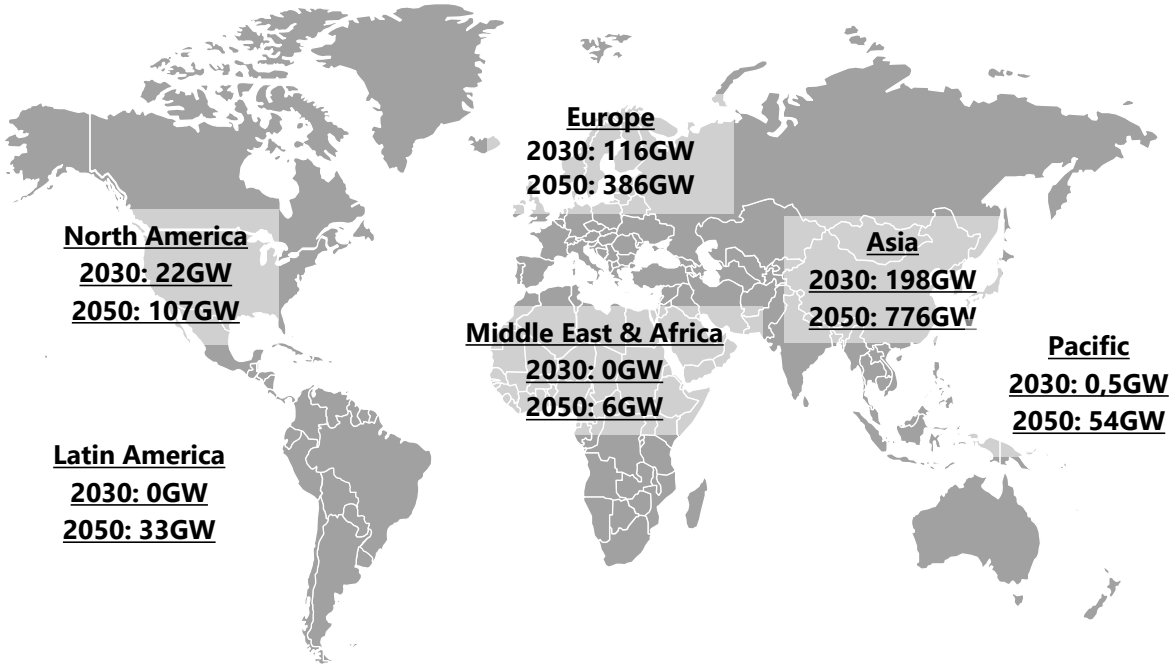 Europe
2030: 116GW
2050: 386GW
North America
2030: 22GW
2050: 107GW
Asia
2030: 198GW
2050: 776GW
Middle East & Africa
2030: 0GW
2050: 6GW
Pacific
2030: 0,5GW
2050: 54GW
Latin America
2030: 0GW
2050: 33GW